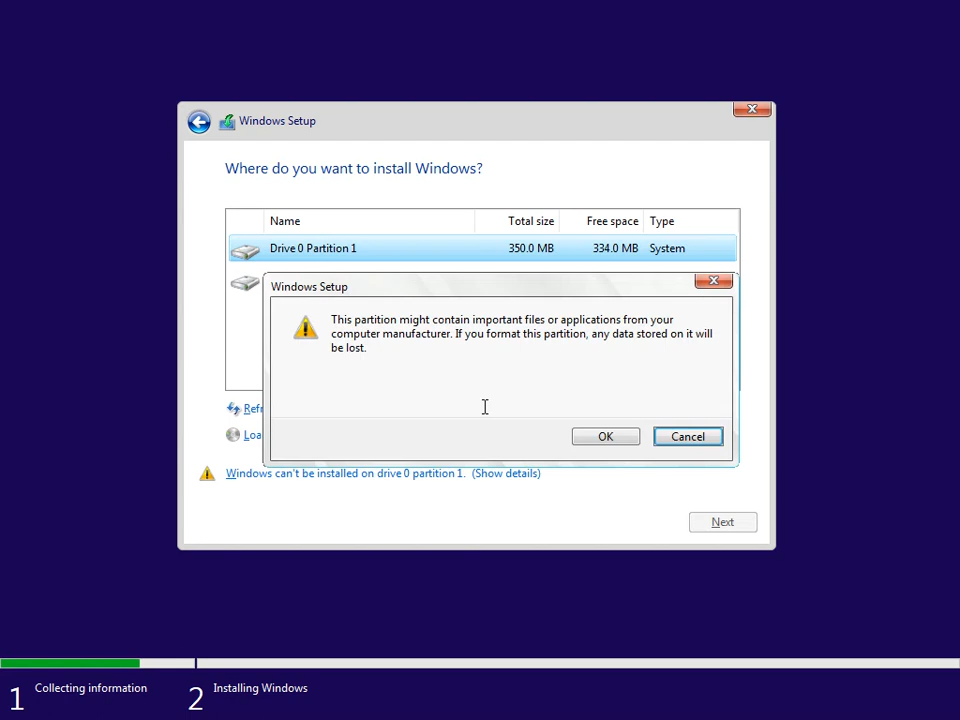 Windows Setup
Where do you want to install Windows?
Name Total size Free space Type
Drive 0 Partition 1 350.0 MB 334.0 MB System
Windows Setup
This partition might contain important files or applications from your
computer manufacturer. If you format this partition, any data stored on it will
be lost.
Refr
Loa
OK Cancel
Windows can't be installed on drive 0 partition 1. (Show details)
Next
1 Collecting information 2 Installing Windows